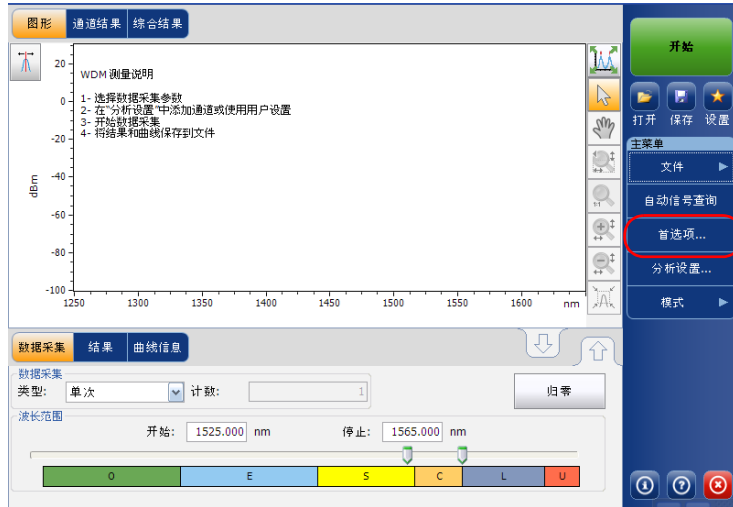 图形 通道结果 综合结果
20
0
-20
-40
-60
-80
-100
dBm
WDM 测量说明
1- 选择数据采集参数
2- 在"分析设置"中添加通道或使用用户设置
3- 开始数据采集
4- 将结果和曲线保存到文件
1250 1300 1350 1400 1450 1500 1550 1600 nm
1/1
开始
打开 保存 设置
主菜单
文件
自动信号查询
首选项...
分析设置...
模式
数据采集 结果 曲线信息
数据采集
类型: 单次 计数: 1 归零
波长范围
开始: 1525.000 nm 停止: 1565.000 nm
O E S C L U